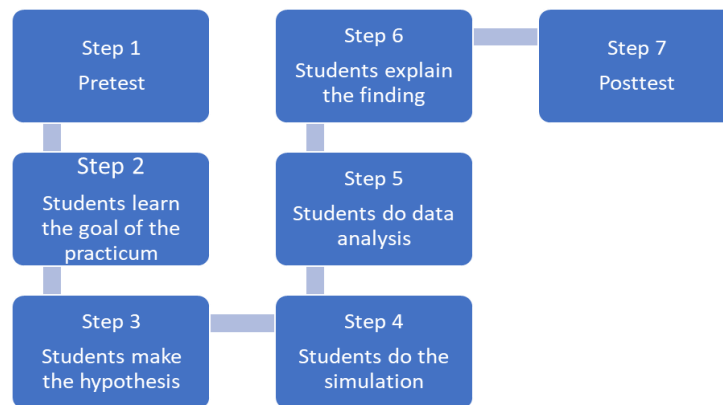 Step 1
Pretest
Step 2
Students learn
the goal of the
practicum
Step 3
Students make
the hypothesis
Step 4
Students do the
simulation
Step 5
Students do data
analysis
Step 6
Students explain
the finding
Step 7
Posttest